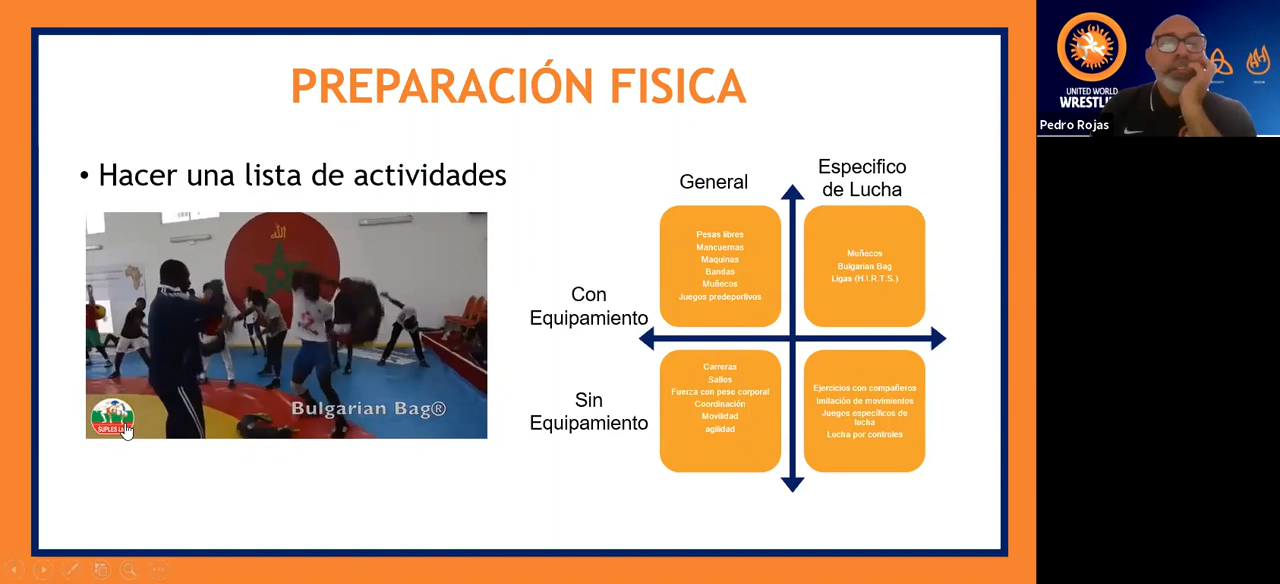 PREPARACIÓN FISICA
• Hacer una lista de actividades
الله
Bulgarian Bag®
SUPLES
General
Especifico
de Lucha
Con
Equipamiento
Sin
Equipamiento
Pesas libres
Mancuernas
Maquinas
Bandas
Muñecos
Juegos predeportivos
Muñecos
Bulgarian Bag
Ligas (H.I.R.T.S.)
Carreras
Saltos
Fuerza con peso corporal
Coordinación
Movilidad
agilidad
Ejercicios con compañeros
Imitación de movimientos
Juegos específicos de
lucha
Lucha por controles
UNITED WORLD
WRESTLI
Pedro Rojas